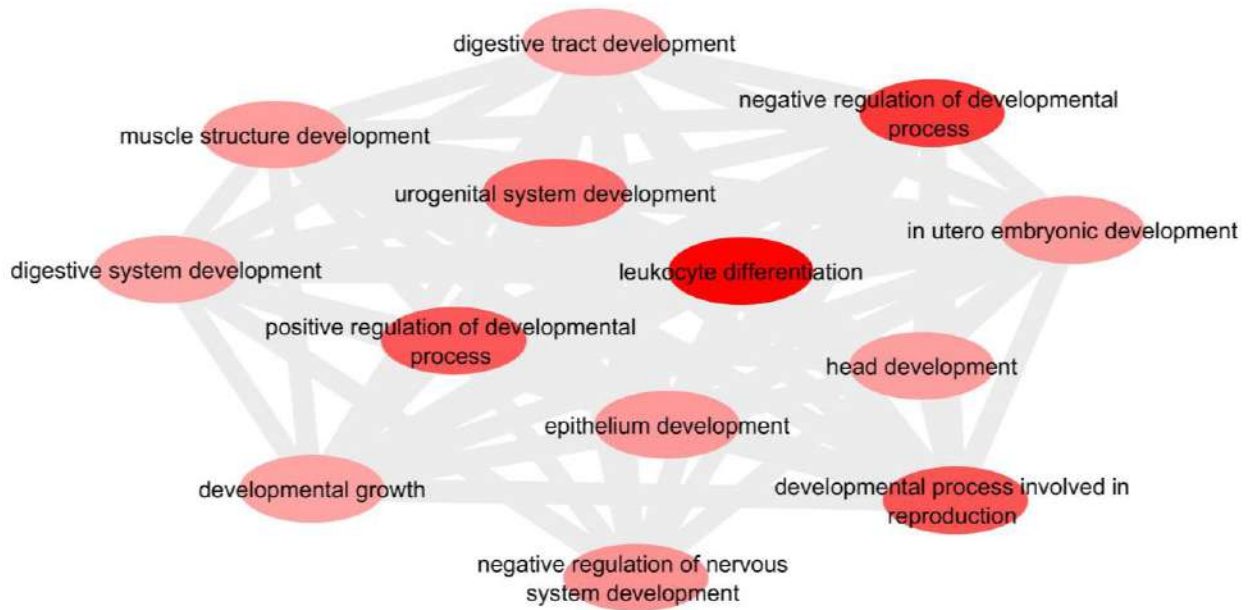 digestive tract development
negative regulation of developmental
process
muscle structure development
urogenital system development
in utero embryonic development
digestive system development
leukocyte differentiation
positive regulation of developmental
process
head development
epithelium development
developmental growth
developmental process involved in
reproduction
negative regulation of nervous
system development